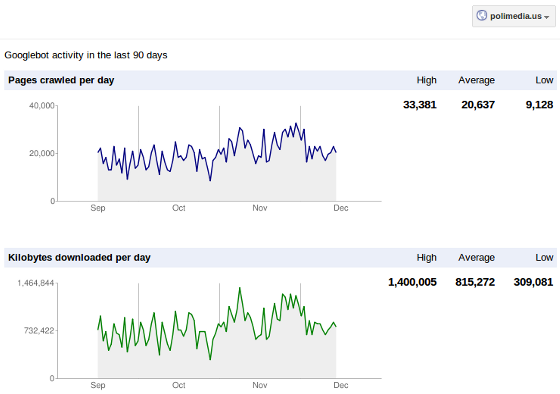 polimedia.us
Googlebot activity in the last 90 days
Pages crawled per day High Average Low
33,381 20,637 9,128
40,000
20,000
0
Sep Oct Nov Dec
Kilobytes downloaded per day High Average Low
1,400,005 815,272 309,081
1,464,844
732,422
0
Sep Oct Nov Dec